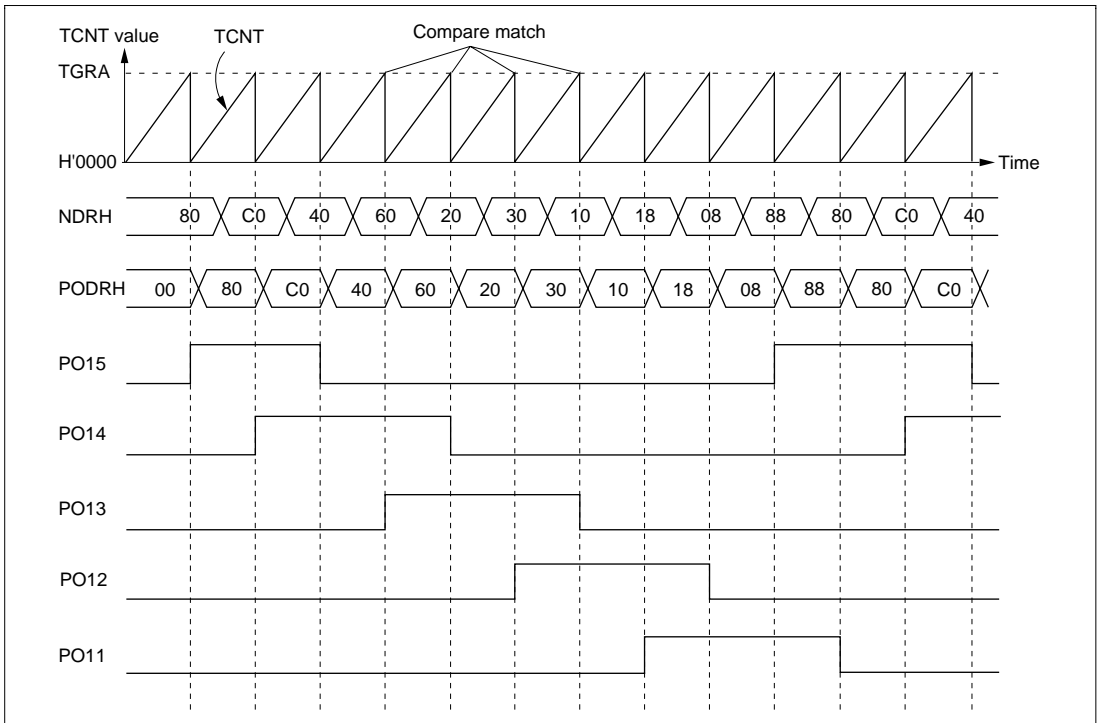 TCNT value
TCNT
Compare match
TGRA
H'0000
Time
NDRH 80 C0 40 60 20 30 10 18 08 88 80 C0 40
PODRH 00 80 C0 40 60 20 30 10 18 08 88 80 C0
PO15
PO14
PO13
PO12
PO11